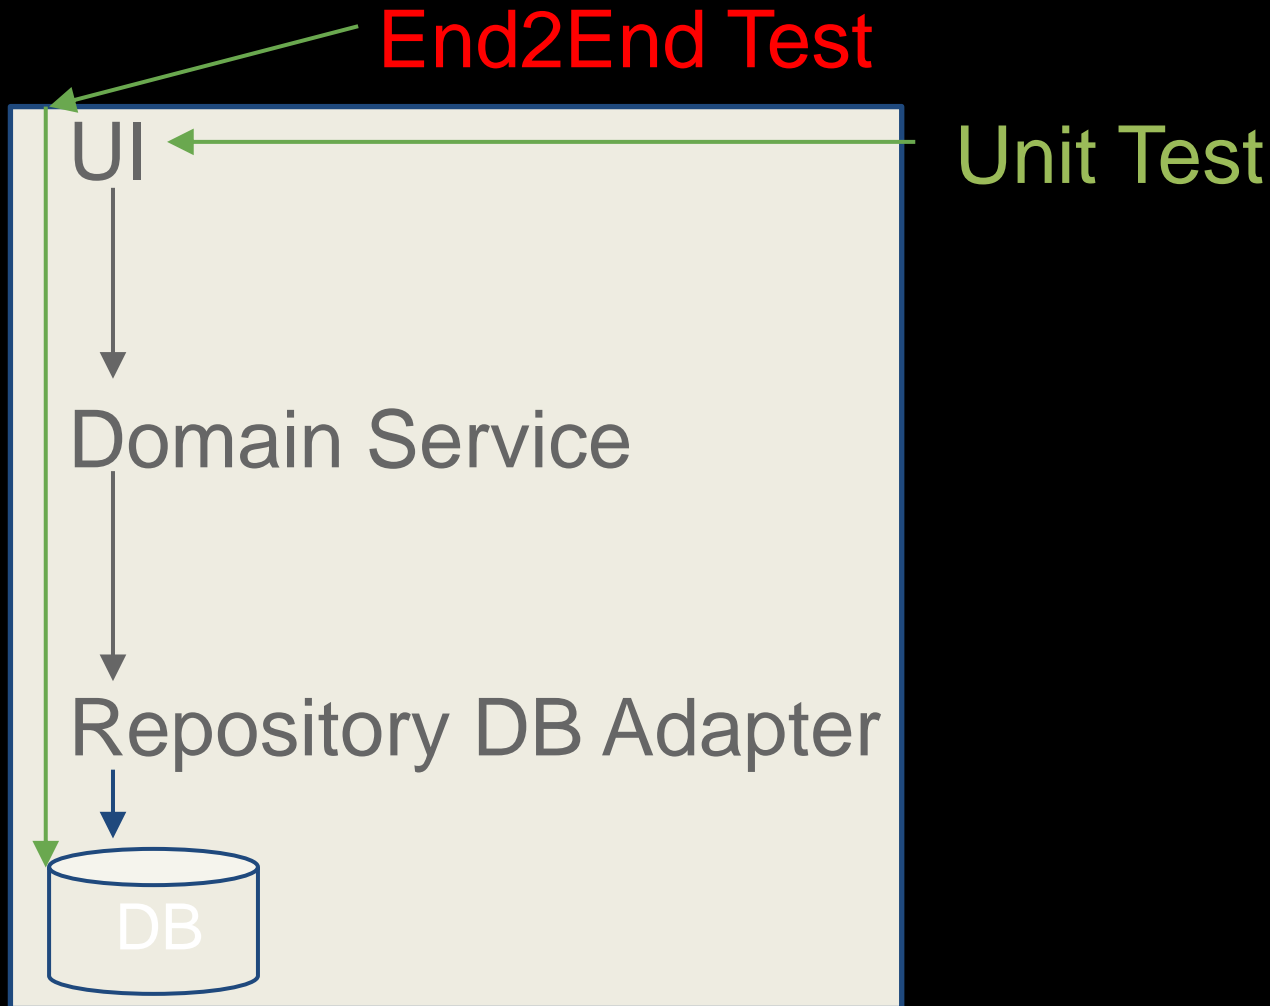 End2End Test
UI
Unit Test
Domain Service
Repository DB Adapter
DB